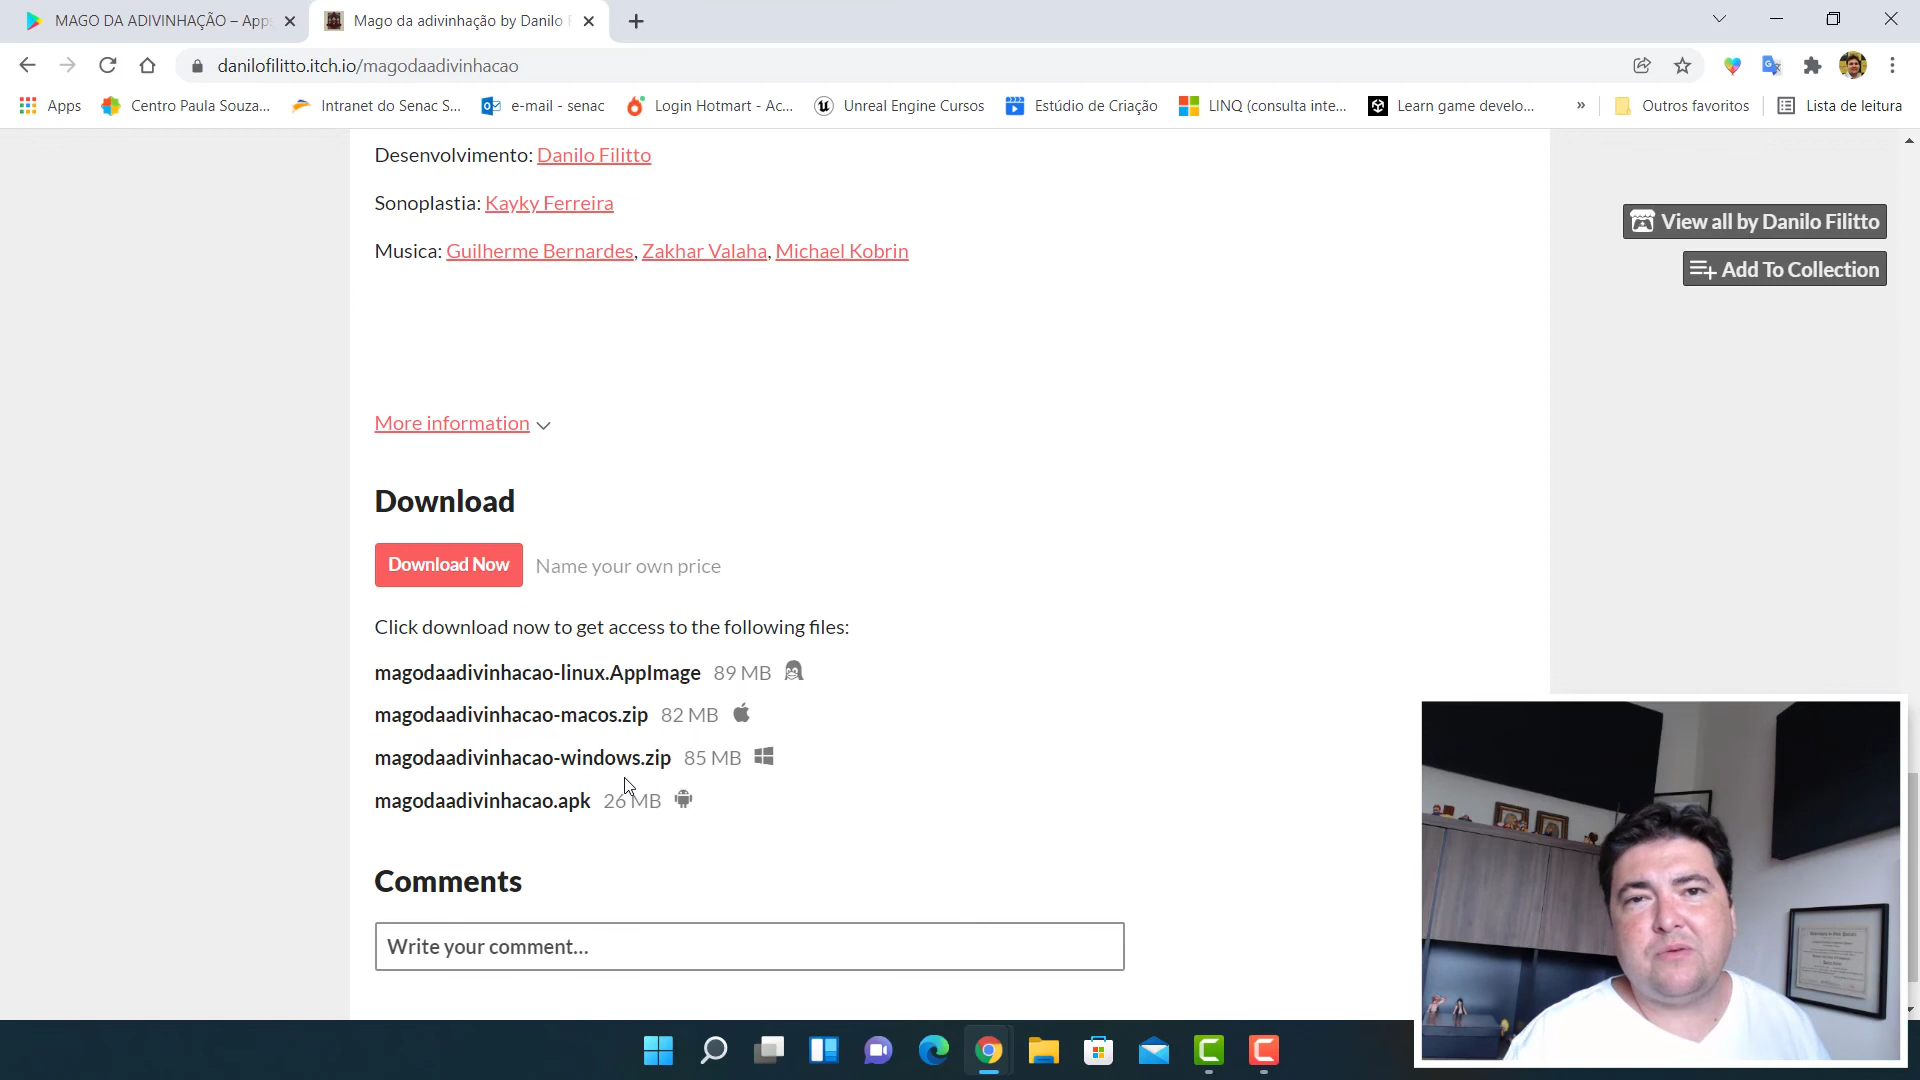 MAGO DA ADIVINHAÇÃO – Apps
Mago da adivinhação by Danilo F
danilofilitto.itch.io/magodaadivinhacao
Apps
Centro Paula Souza...
Intranet do Senac S...
e-mail - senac
Login Hotmart - Ac...
Unreal Engine Cursos
Estúdio de Criação
LINQ (consulta inte...
Learn game develo...
»
Outros favoritos
Lista de leitura
Desenvolvimento: Danilo Filitto
Sonoplastia: Kayky Ferreira
Musica: Guilherme Bernardes, Zakhar Valaha, Michael Kobrin
View all by Danilo Filitto
Add To Collection
More information
Download
Download Now Name your own price
Click download now to get access to the following files:
magodaadivinhacao-linux.AppImage 89 MB
magodaadivinhacao-macos.zip 82 MB
magodaadivinhacao-windows.zip 85 MB
magodaadivinhacao.apk 26 MB
Comments
Write your comment...